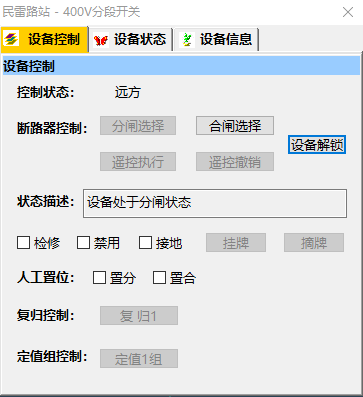 民雷路站 - 400V分段开关
设备控制 设备状态 设备信息
设备控制
控制状态： 远方
断路器控制： 分闸选择 合闸选择
设备解锁
遥控执行 遥控撤销
状态描述： 设备处于分闸状态
检修 禁用 接地 挂牌 摘牌
人工置位： 置分 置合
复归控制： 复 归1
定值组控制： 定值1组